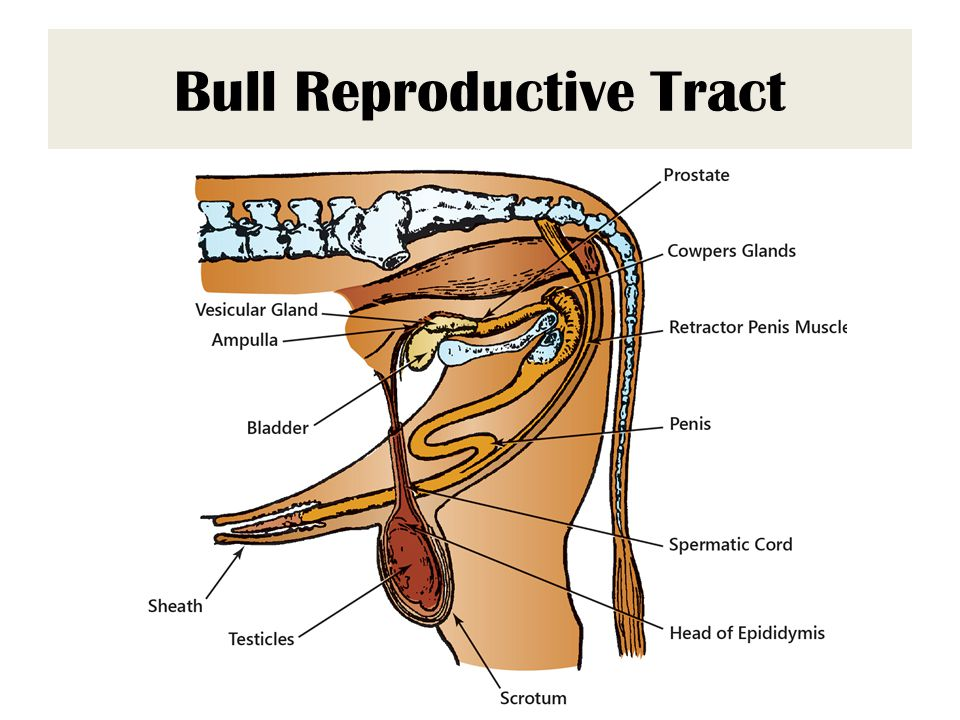 Bull Reproductive Tract
Prostate
Cowpers Glands
Vesicular Gland
Retractor Penis Muscle
Ampulla
Penis
Bladder
Spermatic Cord
Sheath
Head of Epididymis
Testicles
Scrotum